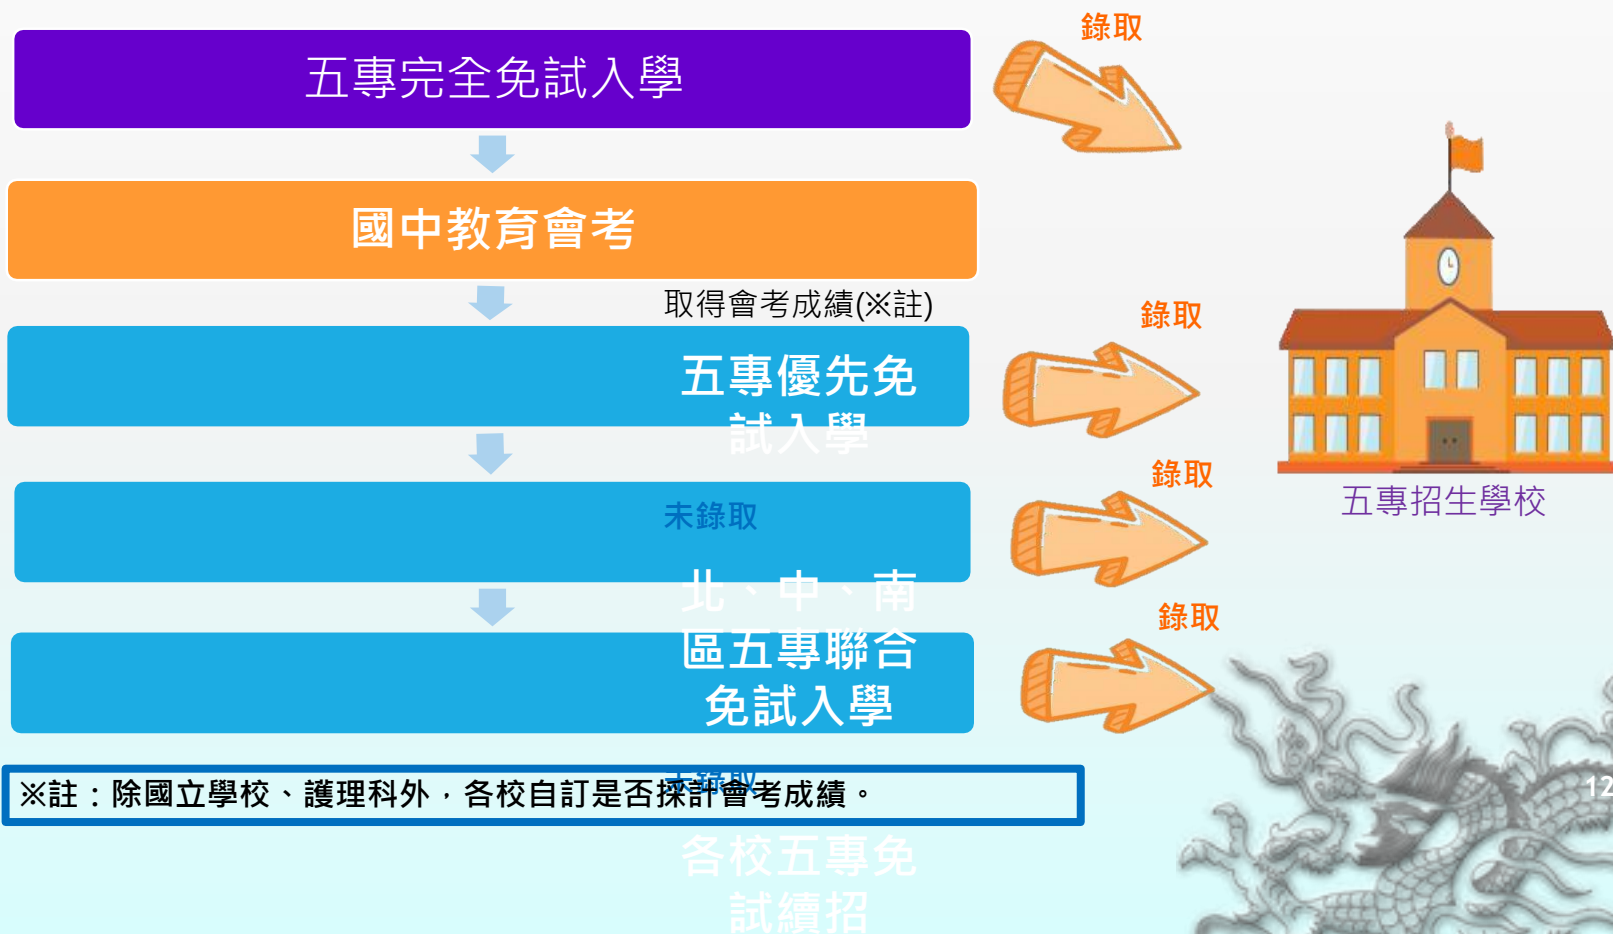 錄取
五專完全免試入學
國中教育會考
取得會考成績(※註)
錄取
五專優先免
試入學
錄取
未錄取
五專招生學校
北、中、南
區五專聯合
免試入學
錄取
未錄取
※註：除國立學校、護理科外，各校自訂是否採計會考成績。
12
各校五專免
試續招